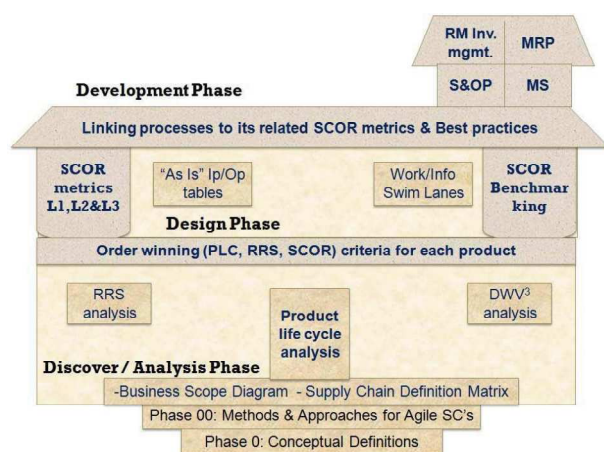 RM Inv.
mgmt.
MRP
S&OP
MS
Development Phase
Linking processes to its related SCOR metrics & Best practices
SCOR
metrics
L1,L2&L3
"As Is" Ip/Op
tables
Work/Info
Swim Lanes
SCOR
Benchmar
king
Design Phase
Order winning (PLC, RRS, SCOR) criteria for each product
RRS
analysis
Product
life cycle
analysis
DWV³
analysis
Discover / Analysis Phase
-Business Scope Diagram - Supply Chain Definition Matrix
Phase 00: Methods & Approaches for Agile SC's
Phase 0: Conceptual Definitions